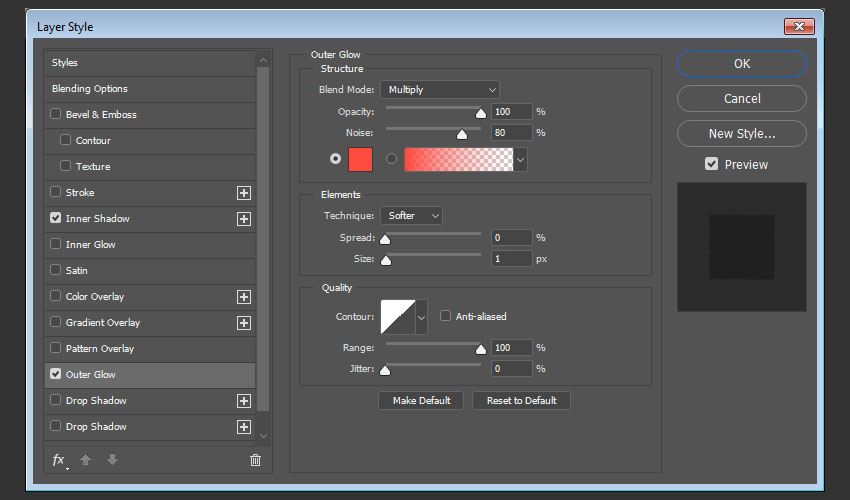 Layer Style
Styles
Blending Options
Bevel & Emboss
Contour
Texture
Stroke
Inner Shadow
Inner Glow
Satin
Color Overlay
Gradient Overlay
Pattern Overlay
Outer Glow
Drop Shadow
Drop Shadow
fx
Outer Glow
Structure
Blend Mode: Multiply
Opacity: 100 %
Noise: 80 %
Elements
Technique: Softer
Spread: 0 %
Size: 1 px
Quality
Contour: Anti-aliased
Range: 100 %
Jitter: 0 %
Make Default Reset to Default
OK
Cancel
New Style...
Preview